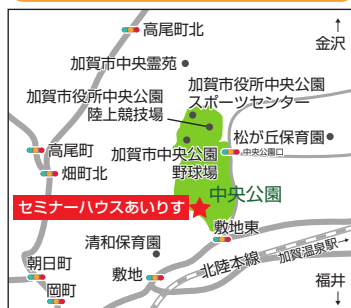 高尾町北
↑
金沢
加賀市中央霊苑
加賀市役所中央公園
スポーツセンター
加賀市役所中央公園
陸上競技場
松が丘保育園
高尾町
加賀市中央公園
野球場
中央公園口
畑町北
中央公園
セミナーハウスあいりす
敷地東
清和保育園
加賀温泉駅→
北陸本線
朝日町
敷地
福井
↓
岡町